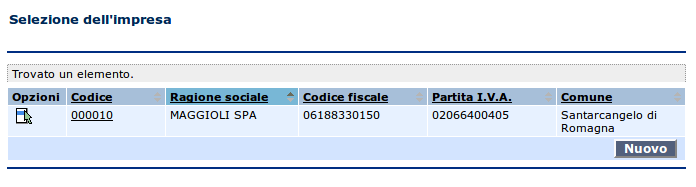 Selezione dell'impresa
Trovato un elemento.
Opzioni Codice Ragione sociale Codice fiscale Partita I.V.A. Comune
000010 MAGGIOLI SPA 06188330150 02066400405 Santarcangelo di
Romagna
Nuovo